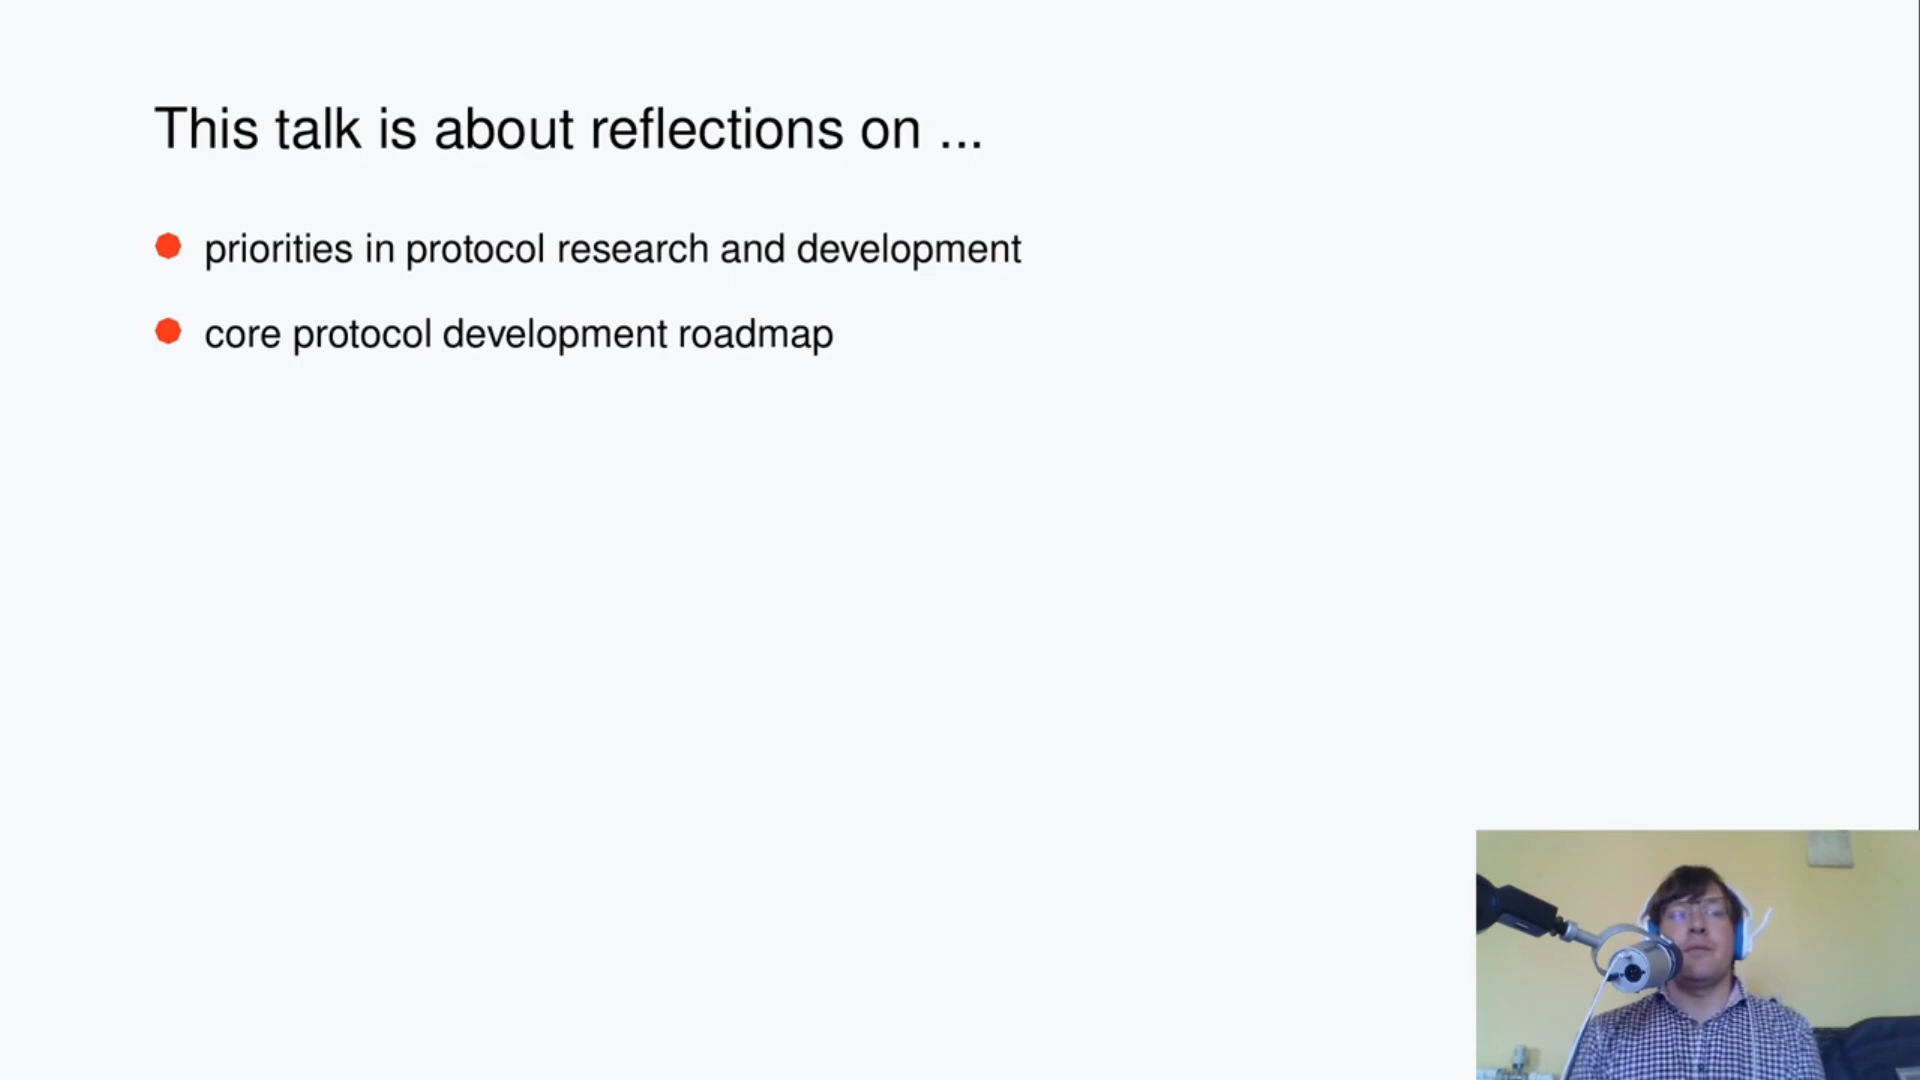 This talk is about reflections on ...
priorities in protocol research and development
core protocol development roadmap